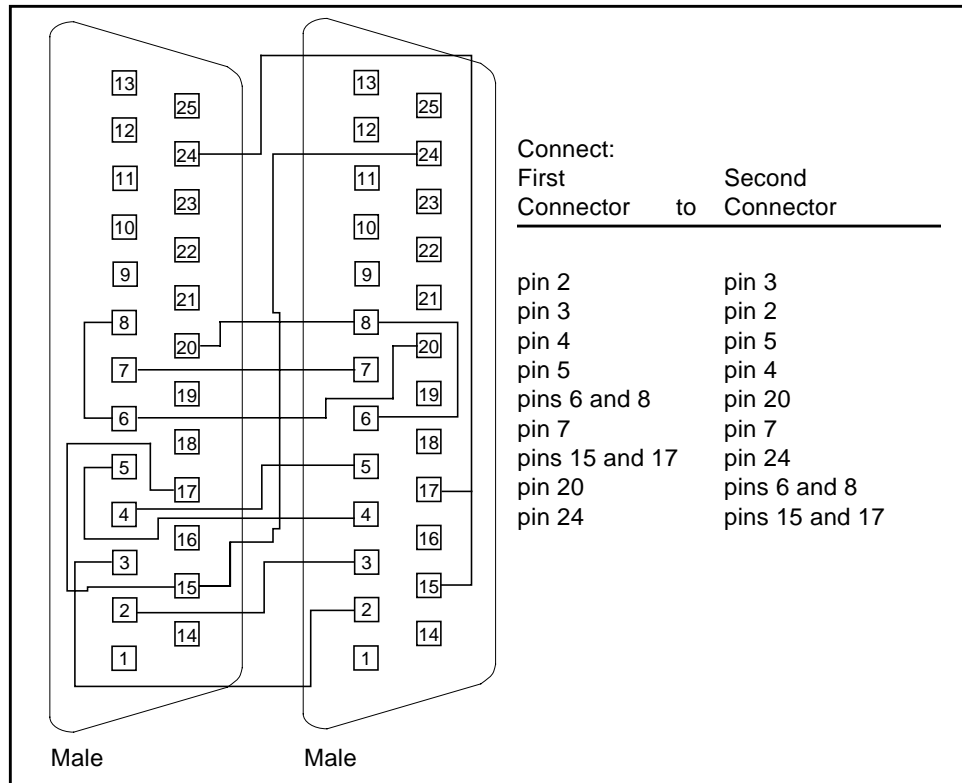 13 13
25 25
12 12
24 24
11 11
23 23
10 10
22 22
9 9
21 21
8 8
20 20
7 7
19 19
6 6
18 18
5 5
17 17
4 4
16 16
3 3
15 15
2 2
14 14
1 1
Male Male
Connect:
First Second
Connector to Connector
pin 2 pin 3
pin 3 pin 2
pin 4 pin 5
pin 5 pin 4
pins 6 and 8 pin 20
pin 7 pin 7
pins 15 and 17 pin 24
pin 20 pins 6 and 8
pin 24 pins 15 and 17